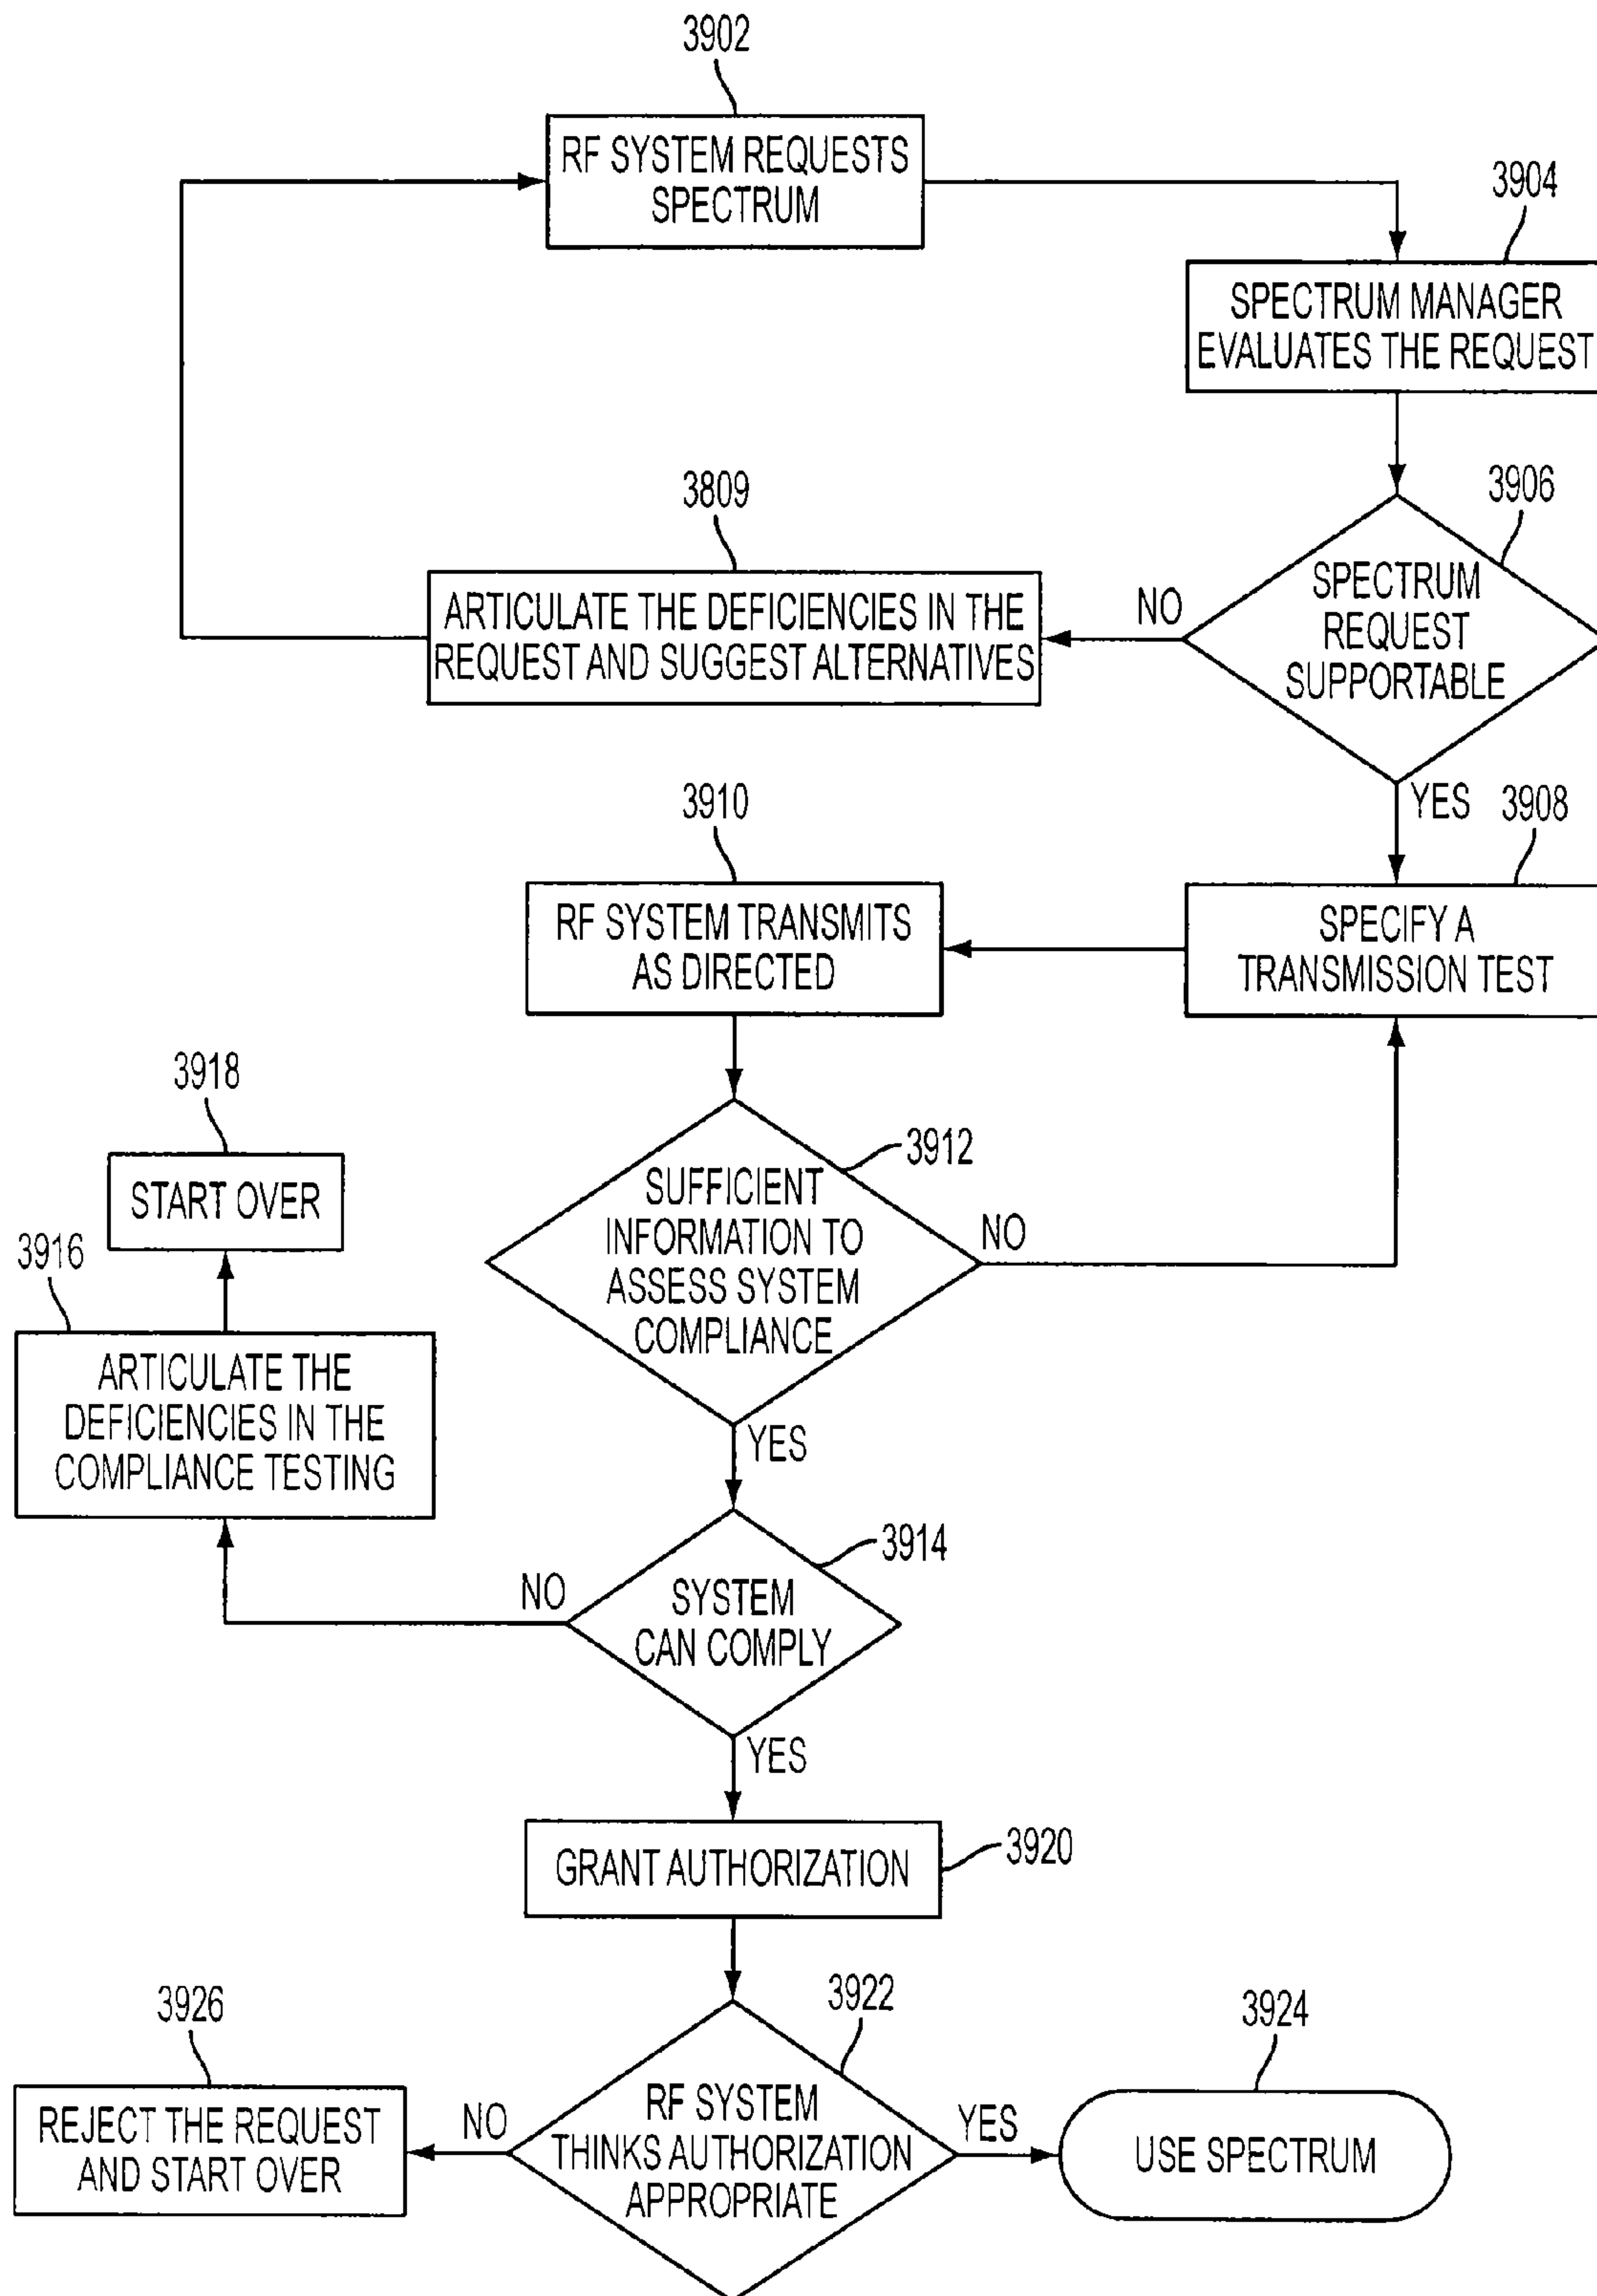 3902
RF SYSTEM REQUESTS
SPECTRUM
3904
SPECTRUM MANAGER
EVALUATES THE REQUEST
3906
SPECTRUM
REQUEST
SUPPORTABLE
NO
3809
ARTICULATE THE DEFICIENCIES IN THE
REQUEST AND SUGGEST ALTERNATIVES
YES
3908
SPECIFY A
TRANSMISSION TEST
3910
RF SYSTEM TRANSMITS
AS DIRECTED
3912
SUFFICIENT
INFORMATION TO
ASSESS SYSTEM
COMPLIANCE
NO
YES
3918
START OVER
3916
ARTICULATE THE
DEFICIENCIES IN THE
COMPLIANCE TESTING
3914
SYSTEM
CAN COMPLY
NO
YES
GRANT AUTHORIZATION
3920
3922
RF SYSTEM
THINKS AUTHORIZATION
APPROPRIATE
NO
3926
REJECT THE REQUEST
AND START OVER
YES
3924
USE SPECTRUM